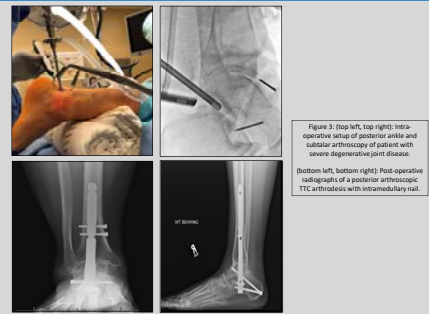 Figure 3: (top left, top right): Intra-
operative setup of posterior ankle and
subtalar arthroscopy of patient with
severe degenerative joint disease.
(bottom left, bottom right): Post-operative
radiographs of a posterior arthroscopic
TTC arthrodesis with intramedullary nail.
WT BEARING